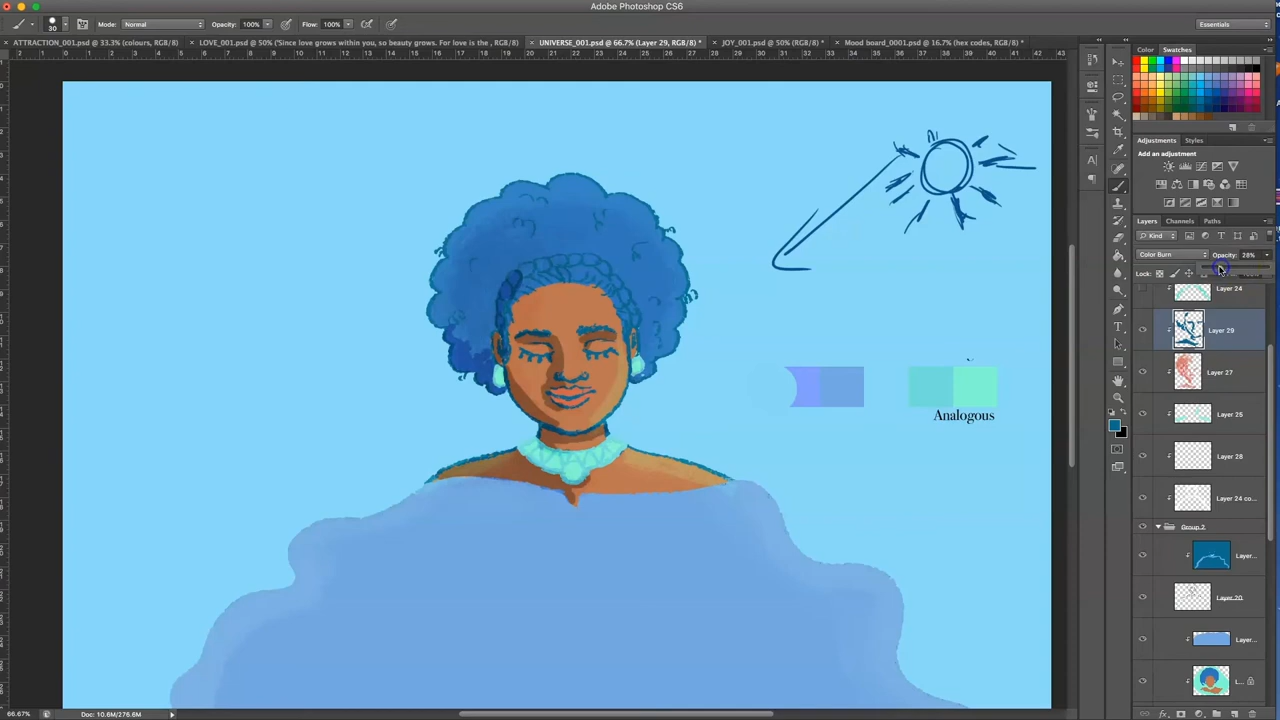 Adobe Photoshop CS6
30 Mode: Normal Opacity: 100% Flow: 100% Essentials
× ATTRACTION_001.psd @ 33.3% (colours, RGB/8) × LOVE_001.psd @ 50% ('Since love grows within you, so beauty grows. For love is the , RGB/8) × UNIVERSE_001.psd @ 66.7% (Layer 29, RGB/8) * × JOY_001.psd @ 50% (RGB/8) * × Mood board_0001.psd @ 16.7% (hex codes, RGB/8) *
Color Swatches
Adjustments Styles
Add an adjustment
Layers Channels Paths
Kind
Color Burn Opacity: 28%
Lock:
Layer 24
Layer 29
Layer 27
Layer 25
Layer 28
Layer 24 co...
Group 2
Layer...
Layer 20
Layer...
L...
Analogous
66.67% Doc: 10.6M/276.6M